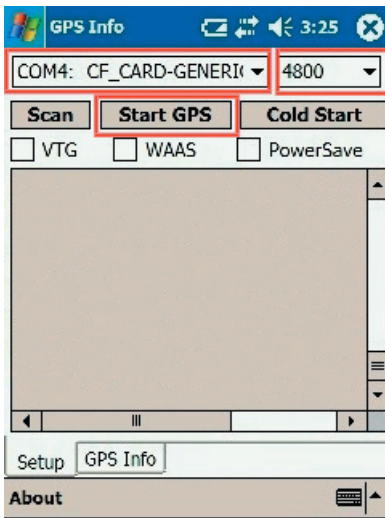 GPS Info 3:25
COM4: CF_CARD-GENERI 4800
Scan Start GPS Cold Start
VTG WAAS PowerSave
Setup GPS Info
About